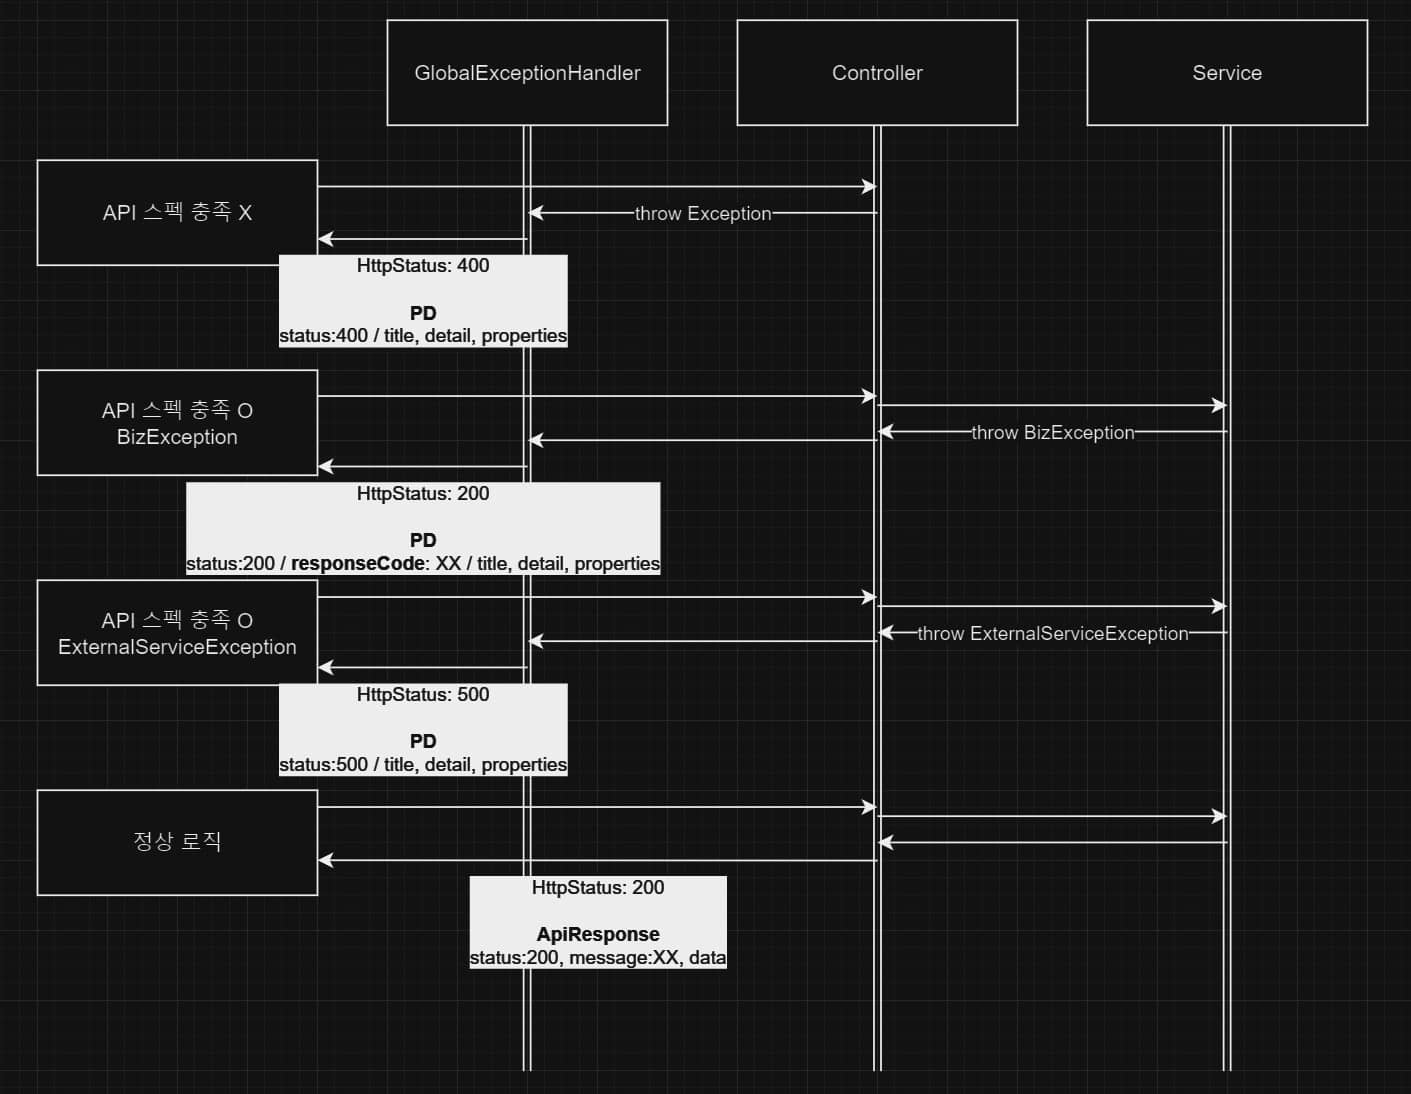 GlobalExceptionHandler
Controller
Service
API 스펙 충족 X
throw Exception
HttpStatus: 400
PD
status:400 / title, detail, properties
API 스펙 충족 O
BizException
throw BizException
HttpStatus: 200
PD
status:200 / responseCode: XX / title, detail, properties
API 스펙 충족 O
ExternalServiceException
throw ExternalServiceException
HttpStatus: 500
PD
status:500 / title, detail, properties
정상 로직
HttpStatus: 200
ApiResponse
status:200, message:XX, data